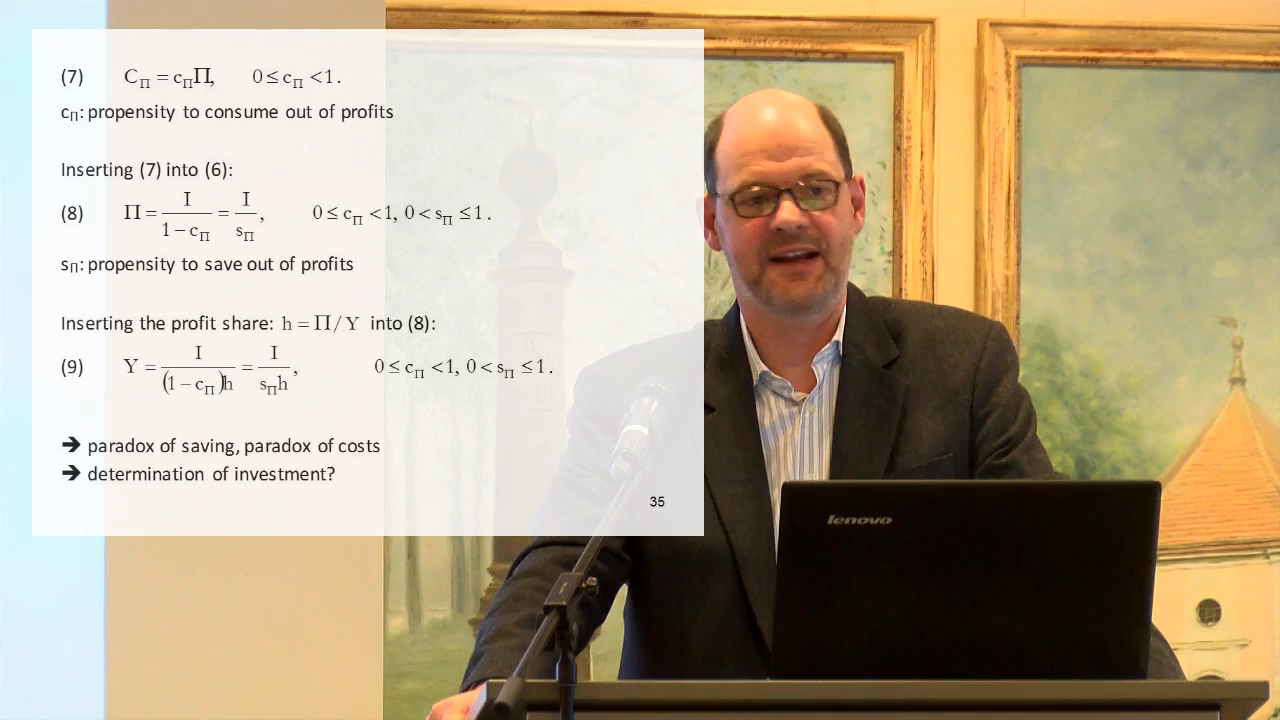 (7) C_Π = c_Π Π, 0 ≤ c_Π < 1.
c_Π: propensity to consume out of profits
Inserting (7) into (6):
(8) Π = I / (1 − c_Π) = I / s_Π, 0 ≤ c_Π < 1, 0 < s_Π ≤ 1.
s_Π: propensity to save out of profits
Inserting the profit share: h = Π / Y into (8):
(9) Y = I / ((1 − c_Π)h) = I / (s_Π h), 0 ≤ c_Π < 1, 0 < s_Π ≤ 1.
➔ paradox of saving, paradox of costs
➔ determination of investment?
35
lenovo